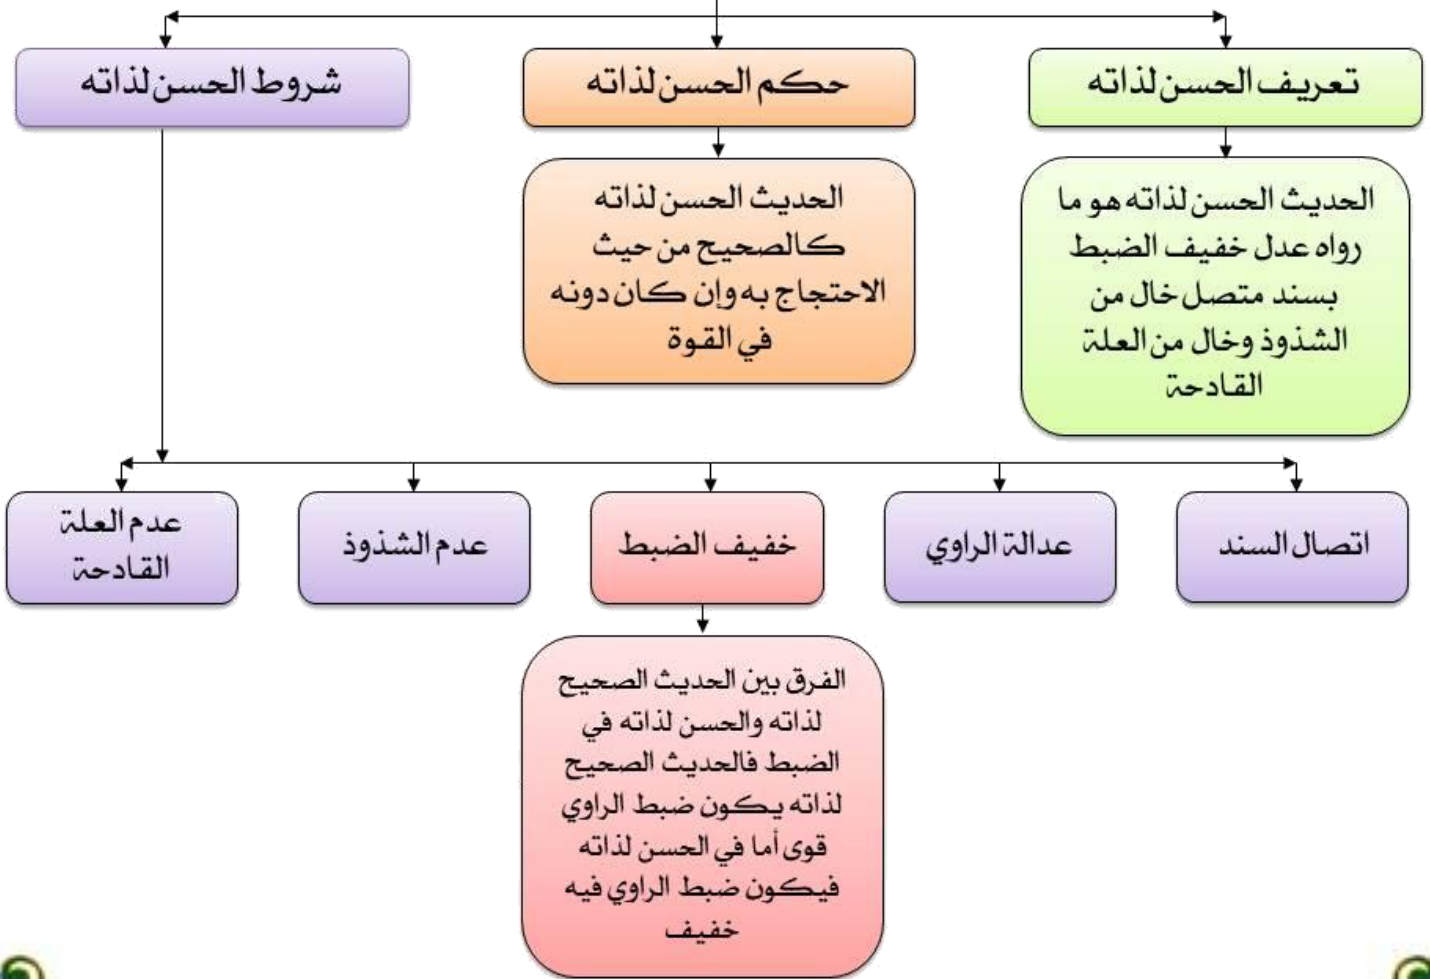 تعريف الحسن لذاته
حكم الحسن لذاته
شروط الحسن لذاته
الحديث الحسن لذاته هو ما
رواه عدل خفيف الضبط
بسند متصل خال من
الشذوذ وخال من العلة
القادحة
الحديث الحسن لذاته
كالصحيح من حيث
الاحتجاج به وإن كان دونه
في القوة
اتصال السند
عدالة الراوي
خفيف الضبط
عدم الشذوذ
عدم العلة
القادحة
الفرق بين الحديث الصحيح
لذاته والحسن لذاته في
الضبط فالحديث الصحيح
لذاته يكون ضبط الراوي
قوى أما في الحسن لذاته
فيكون ضبط الراوي فيه
خفيف